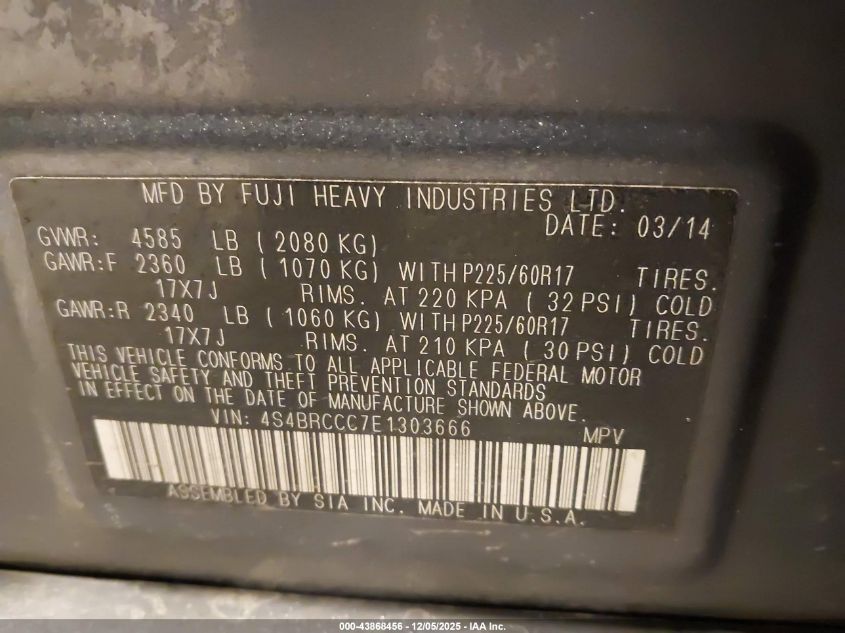 MFD BY FUJI HEAVY INDUSTRIES LTD.
DATE: 03/14
GVWR: 4585 LB ( 2080 KG)
GAWR:F 2360 LB ( 1070 KG) WITH P225/60R17 TIRES.
17X7J RIMS. AT 220 KPA ( 32 PSI) COLD
GAWR:R 2340 LB ( 1060 KG) WITH P225/60R17 TIRES.
17X7J RIMS. AT 210 KPA ( 30 PSI) COLD
THIS VEHICLE CONFORMS TO ALL APPLICABLE FEDERAL MOTOR
VEHICLE SAFETY AND THEFT PREVENTION STANDARDS
IN EFFECT ON THE DATE OF MANUFACTURE SHOWN ABOVE.
VIN: 4S4BRCCC7E1303666 MPV
ASSEMBLED BY SIA INC. MADE IN U.S.A.
000-43868456 - 12/05/2025 - IAA Inc.